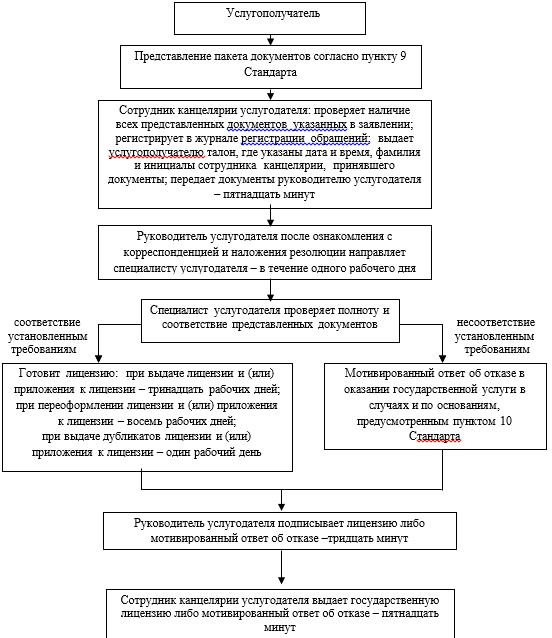 Услугополучатель
Представление пакета документов согласно пункту 9
Стандарта
Сотрудник канцелярии услугодателя: проверяет наличие
всех представленных документов указанных в заявлении;
регистрирует в журнале регистрации обращений; выдает
услугополучателю талон, где указаны дата и время, фамилия
и инициалы сотрудника канцелярии, принявшего
документы; передает документы руководителю услугодателя
– пятнадцать минут
Руководитель услугодателя после ознакомления с
корреспонденцией и наложения резолюции направляет
специалисту услугодателя – в течение одного рабочего дня
Специалист услугодателя проверяет полноту и
соответствие представленных документов
соответствие
установленным
требованиям
несоответствие
установленным
требованиям
Готовит лицензию: при выдаче лицензии и (или)
приложения к лицензии – тринадцать рабочих дней;
при переоформлении лицензии и (или) приложения
к лицензии – восемь рабочих дней;
при выдаче дубликатов лицензии и (или)
приложения к лицензии – один рабочий день
Мотивированный ответ об отказе в
оказании государственной услуги в
случаях и по основаниям,
предусмотренным пунктом 10
Стандарта
Руководитель услугодателя подписывает лицензию либо
мотивированный ответ об отказе –тридцать минут
Сотрудник канцелярии услугодателя выдает государственную
лицензию либо мотивированный ответ об отказе – пятнадцать
минут